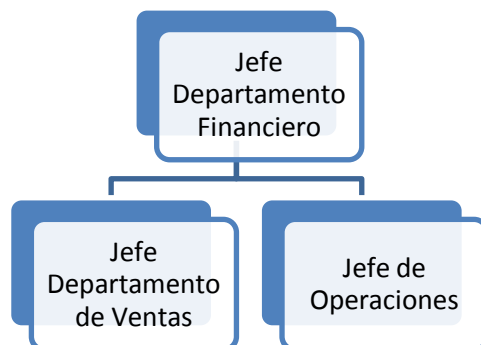 Jefe
Departamento
Financiero
Jefe
Departamento
de Ventas
Jefe de
Operaciones